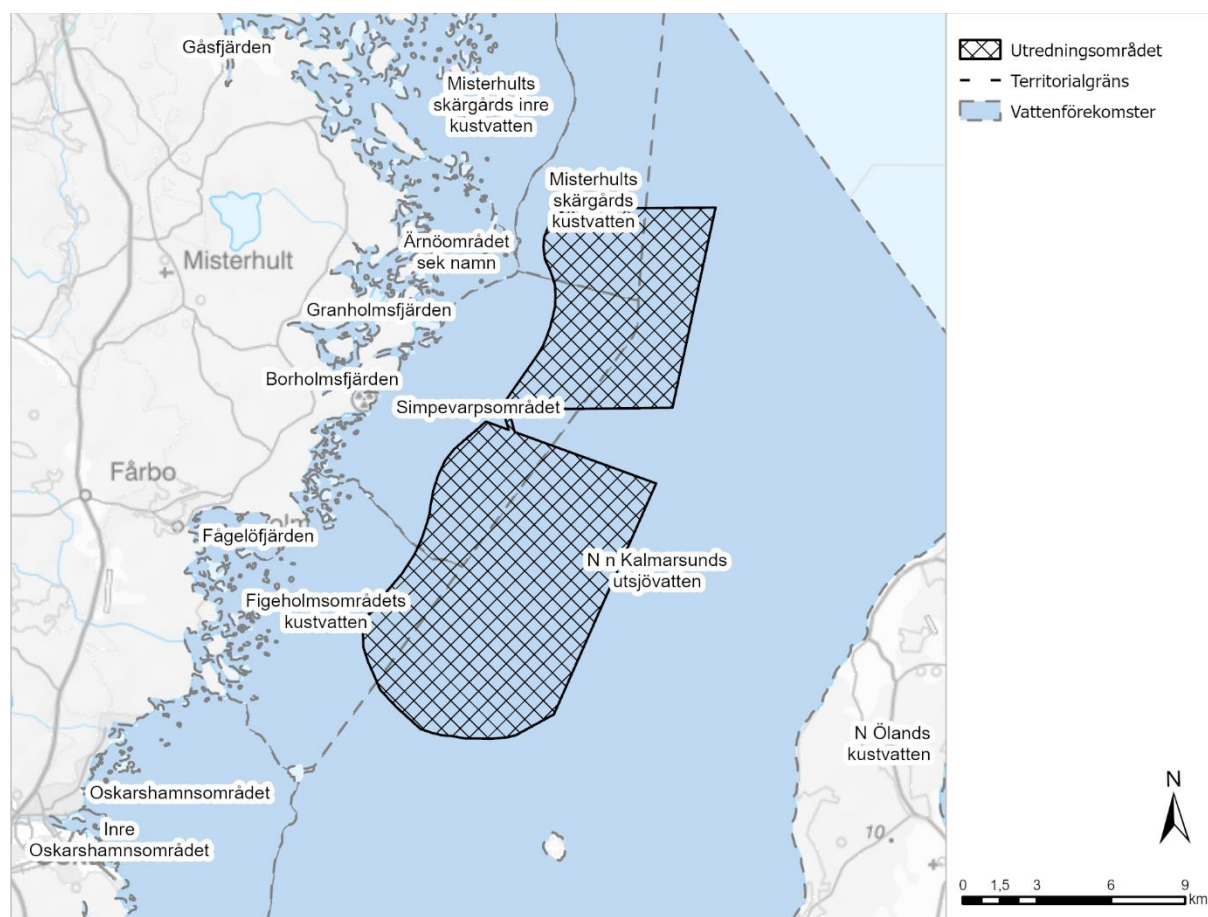 Gåsfjärden
Misterhults
skärgårds inre
kustvatten
Misterhults
skärgårds
kustvatten
Ärnöområdet
sek namn
Misterhult
Granholmsfjärden
Borholmsfjärden
Simpevarpsområdet
Fårbo
Fågelöfjärden
N n Kalmarsunds
utsjövatten
Figeholmsområdets
kustvatten
N Ölands
kustvatten
Oskarshamnsområdet
Inre
Oskarshamnsområdet
10
Utredningsområdet
Territorialgräns
Vattenförekomster
N
0 1,5 3 6 9
km